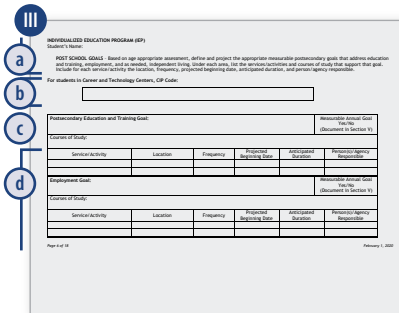 III
INDIVIDUALIZED EDUCATION PROGRAM (IEP)
Student's Name:
a
POST SCHOOL GOALS – Based on age appropriate assessment, define and project the appropriate measurable postsecondary goals that address education
and training, employment, and as needed, independent living. Under each area, list the services/activities and courses of study that support that goal.
Include for each service/activity the location, frequency, projected beginning date, anticipated duration, and person/agency responsible.
For students in Career and Technology Centers, CIP Code:
b
c
Postsecondary Education and Training Goal:
Measurable Annual Goal
Yes/No
(Document in Section V)
Courses of Study:
Service/Activity Location Frequency Projected Beginning Date Anticipated Duration Person(s)/Agency Responsible
d
Employment Goal:
Measurable Annual Goal
Yes/No
(Document in Section V)
Courses of Study:
Service/Activity Location Frequency Projected Beginning Date Anticipated Duration Person(s)/Agency Responsible
Page 6 of 18 February 1, 2020